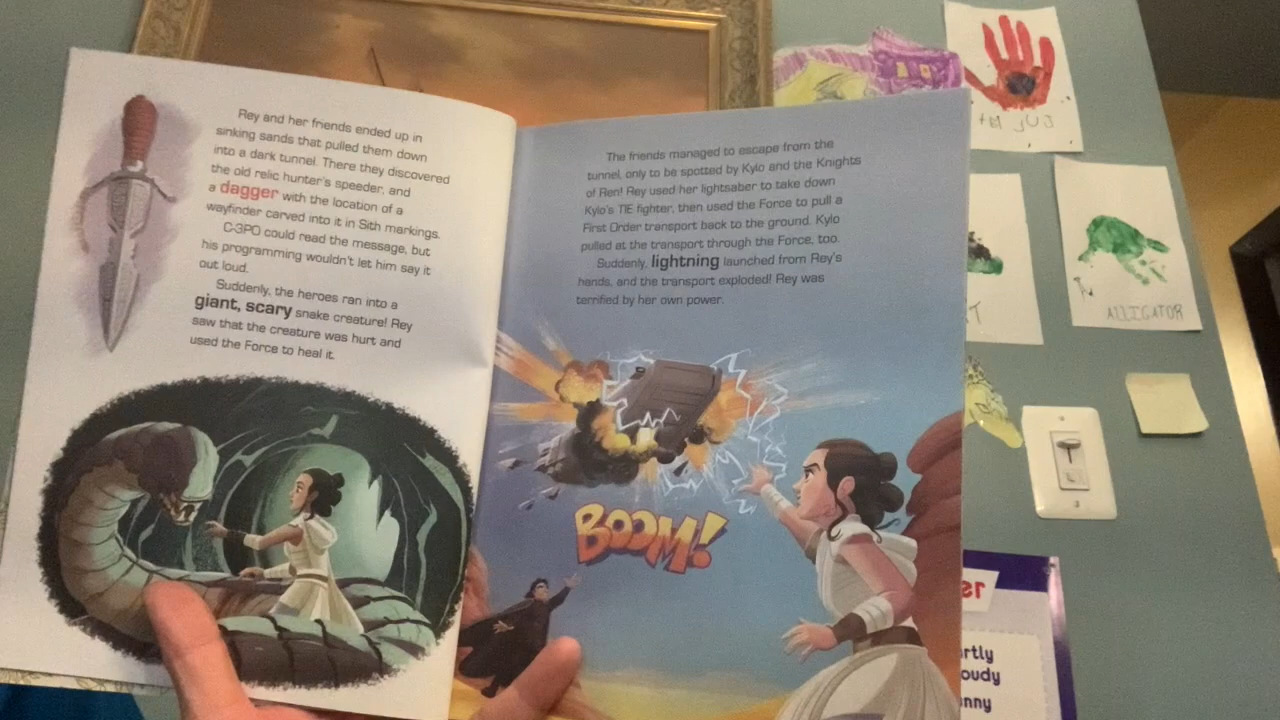 Rey and her friends ended up in
sinking sands that pulled them down
into a dark tunnel. There they discovered
the old relic hunter's speeder, and
a dagger with the location of a
wayfinder carved into it in Sith markings.
C-3PO could read the message, but
his programming wouldn't let him say it
out loud.
Suddenly, the heroes ran into a
giant, scary snake creature! Rey
saw that the creature was hurt and
used the Force to heal it.
The friends managed to escape from the
tunnel, only to be spotted by Kylo and the Knights
of Ren! Rey used her lightsaber to take down
Kylo's TIE fighter, then used the Force to pull a
First Order transport back to the ground. Kylo
pulled at the transport through the Force, too.
Suddenly, lightning launched from Rey's
hands, and the transport exploded! Rey was
terrified by her own power.
BOOM!
ALLIGATOR